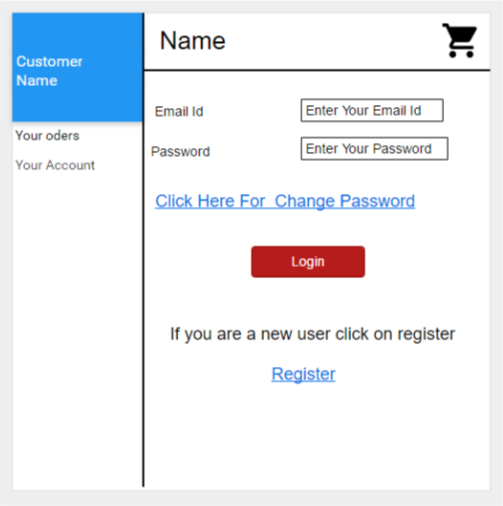 Customer
Name
Your oders
Your Account
Name
Email Id
Enter Your Email Id
Password
Enter Your Password
Click Here For  Change Password
Login
If you are a new user click on register
Register